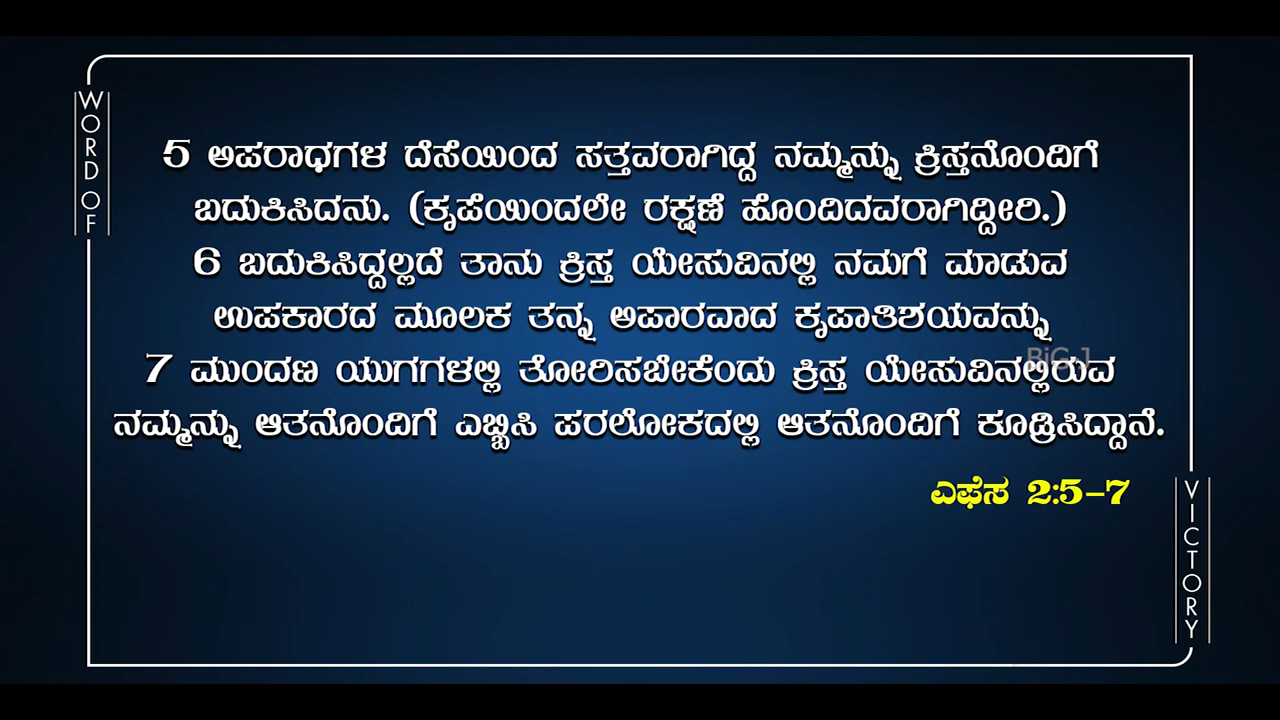 WORD OF
5 ಅಪರಾಧಗಳ ದೆಸೆಯಿಂದ ಸತ್ತವರಾಗಿದ್ದ ನಮ್ಮನ್ನು ಕ್ರಿಸ್ತನೊಂದಿಗೆ
ಬದುಕಿಸಿದನು. (ಕೃಪೆಯಿಂದಲೇ ರಕ್ಷಣೆ ಹೊಂದಿದವರಾಗಿದ್ದೀರಿ.)
6 ಬದುಕಿಸಿದ್ದಲ್ಲದೆ ತಾನು ಕ್ರಿಸ್ತ ಯೇಸುವಿನಲ್ಲಿ ನಮಗೆ ಮಾಡುವ
ಉಪಕಾರದ ಮೂಲಕ ತನ್ನ ಅಪಾರವಾದ ಕೃಪಾತಿಶಯವನ್ನು
BiG J
7 ಮುಂದಣ ಯುಗಗಳಲ್ಲಿ ತೋರಿಸಬೇಕೆಂದು ಕ್ರಿಸ್ತ ಯೇಸುವಿನಲ್ಲಿರುವ
ನಮ್ಮನ್ನು ಆತನೊಂದಿಗೆ ಎಬ್ಬಿಸಿ ಪರಲೋಕದಲ್ಲಿ ಆತನೊಂದಿಗೆ ಕೂಡ್ರಿಸಿದ್ದಾನೆ.
ಎಫೆಸ 2:5-7
VICTORY